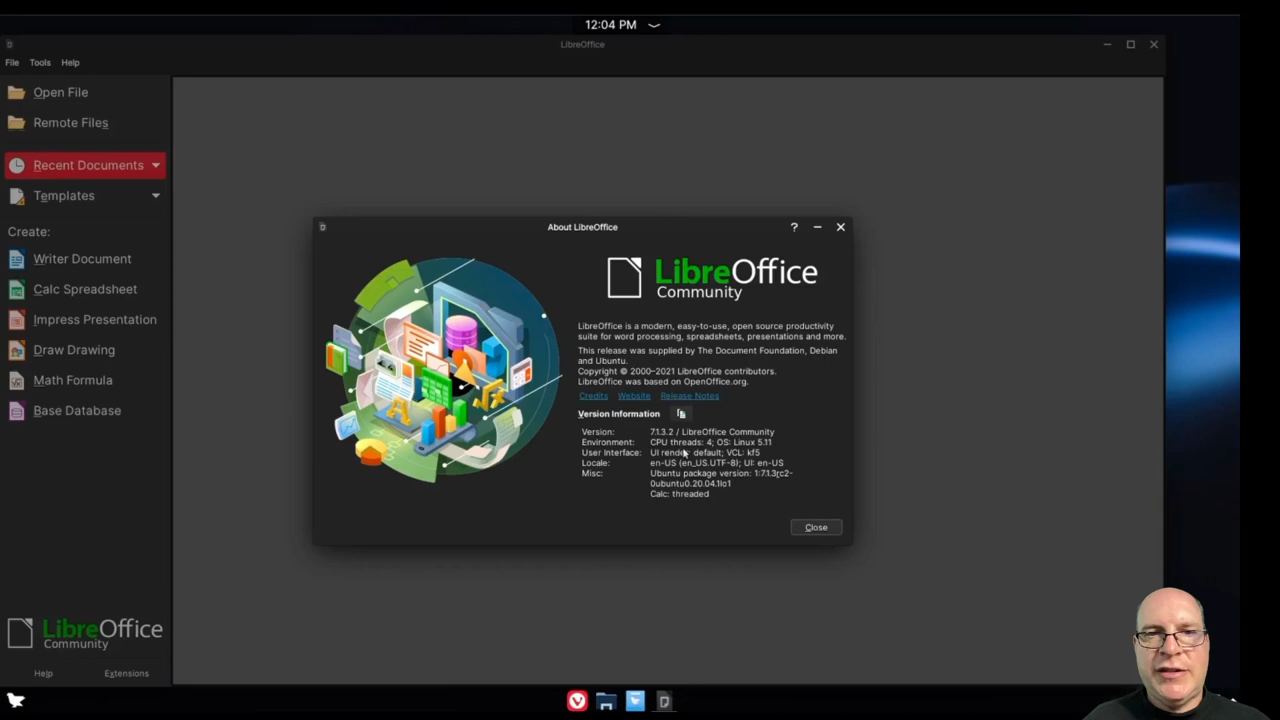 12:04 PM
LibreOffice
File Tools Help
Open File
Remote Files
Recent Documents
Templates
Create:
Writer Document
Calc Spreadsheet
Impress Presentation
Draw Drawing
Math Formula
Base Database
LibreOffice
Community
Help Extensions
About LibreOffice
?
LibreOffice
Community
LibreOffice is a modern, easy-to-use, open source productivity
suite for word processing, spreadsheets, presentations and more.
This release was supplied by The Document Foundation, Debian
and Ubuntu.
Copyright © 2000–2021 LibreOffice contributors.
LibreOffice was based on OpenOffice.org.
Credits Website Release Notes
Version Information
Version: 7.1.3.2 / LibreOffice Community
Environment: CPU threads: 4; OS: Linux 5.11
User Interface: UI render: default; VCL: kf5
Locale: en-US (en_US.UTF-8); UI: en-US
Misc: Ubuntu package version: 1:7.1.3~rc2-
0ubuntu0.20.04.1lo1
Calc: threaded
Close